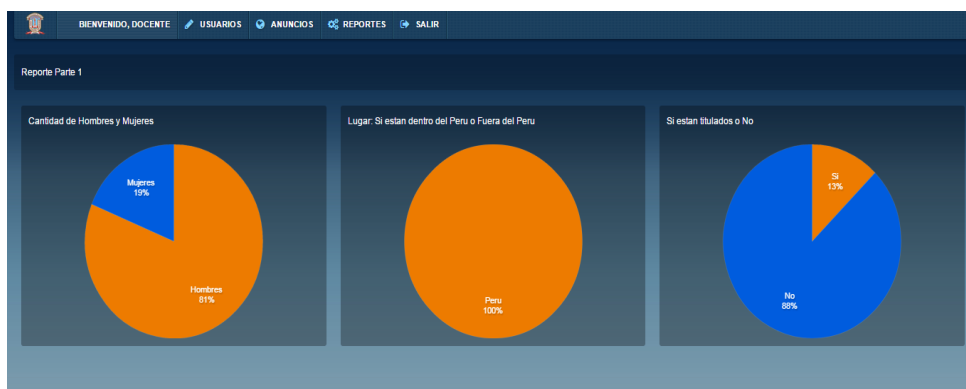 BIENVENIDO, DOCENTE USUARIOS ANUNCIOS REPORTES SALIR
Reporte Parte 1
Cantidad de Hombres y Mujeres
Mujeres
19%
Hombres
81%
Lugar: Si estan dentro del Peru o Fuera del Peru
Peru
100%
Si estan titulados o No
Si
13%
No
88%